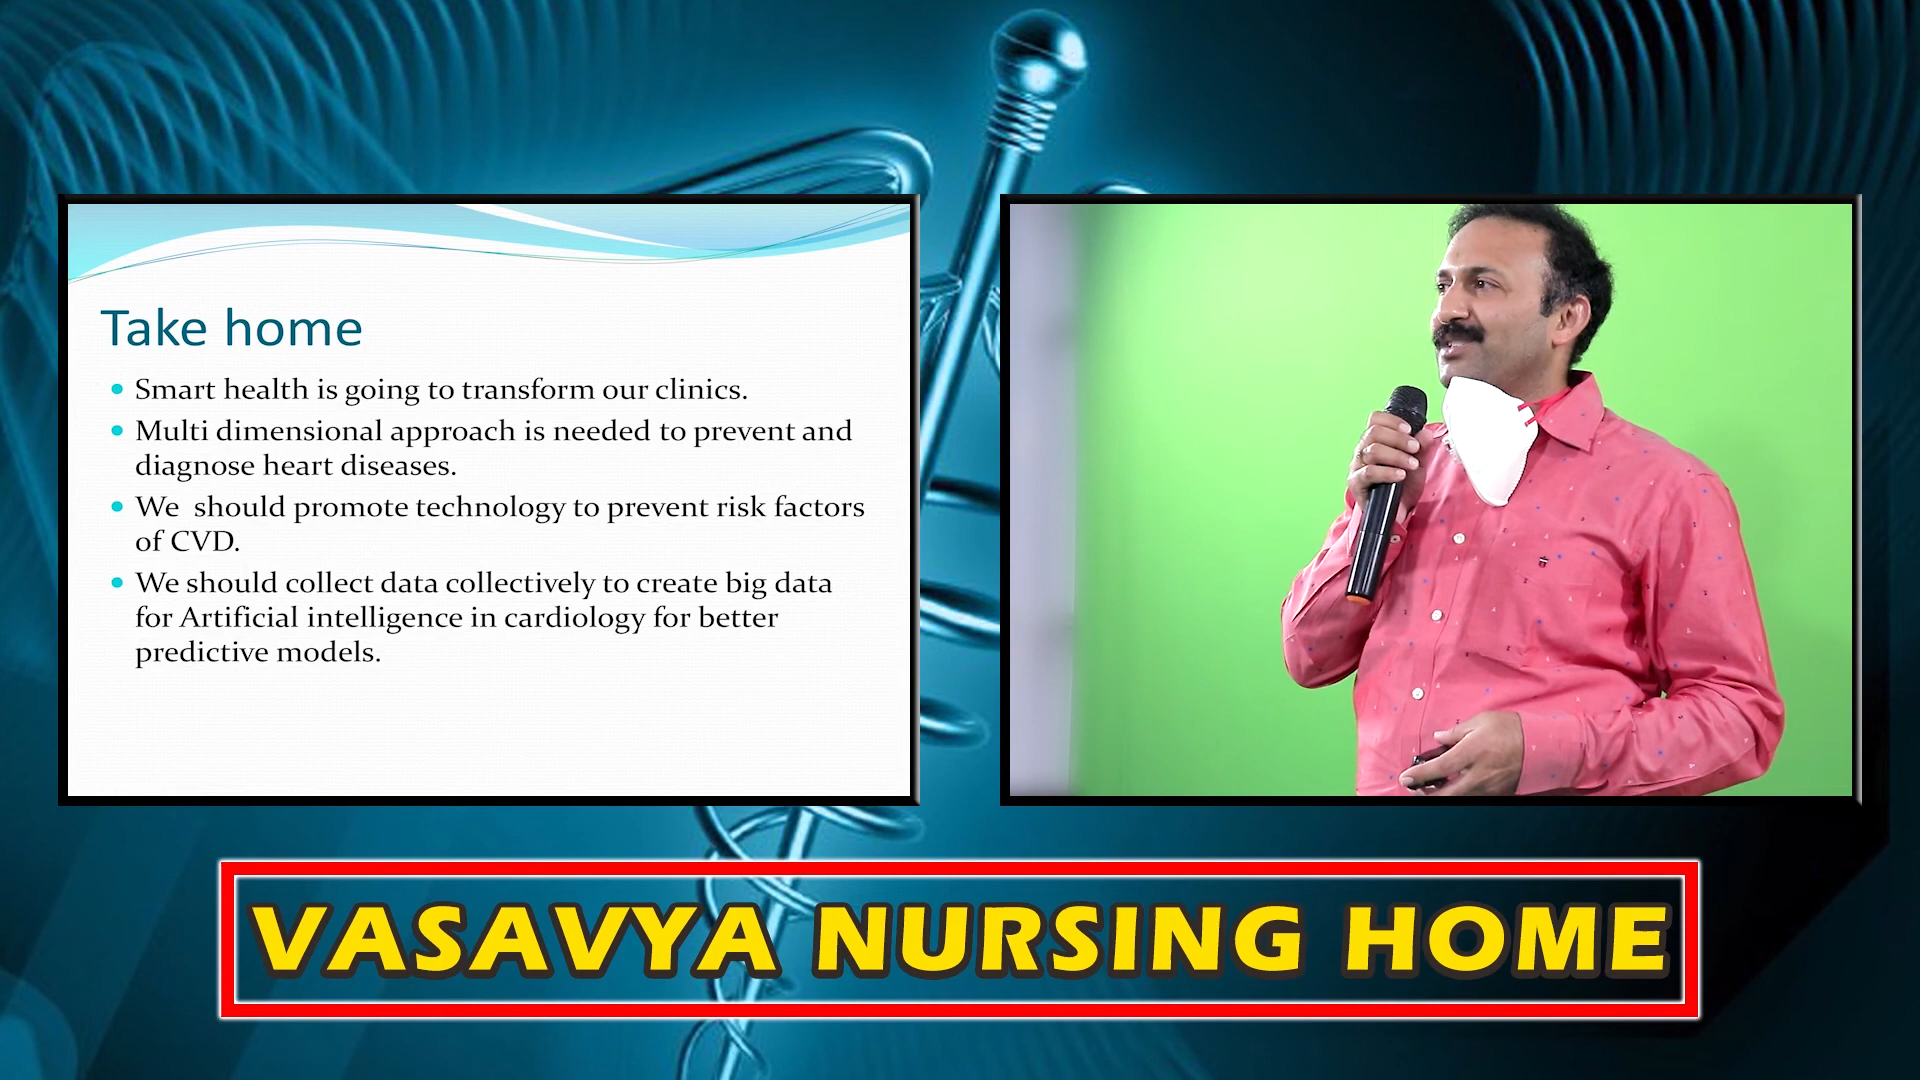 Take home
Smart health is going to transform our clinics.
Multi dimensional approach is needed to prevent and
diagnose heart diseases.
We  should promote technology to prevent risk factors
of CVD.
We should collect data collectively to create big data
for Artificial intelligence in cardiology for better
predictive models.
VASAVYA NURSING HOME